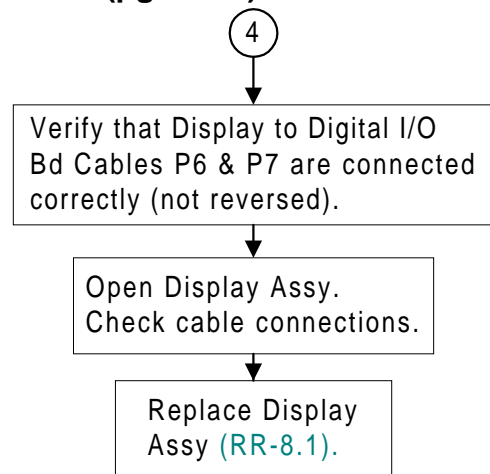 4
Verify that Display to Digital I/O
Bd Cables P6 & P7 are connected
correctly (not reversed).
Open Display Assy.
Check cable connections.
Replace Display
Assy (RR-8.1).